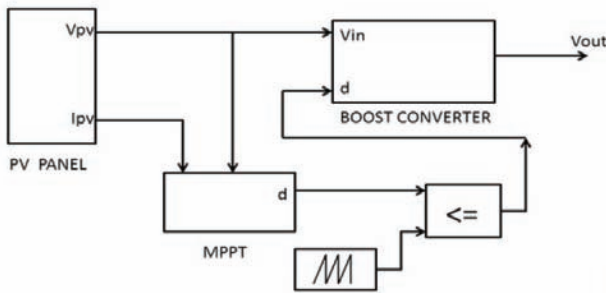 Vpv
Vin
Vout
d
Ipv
BOOST CONVERTER
PV PANEL
d
<=
MPPT